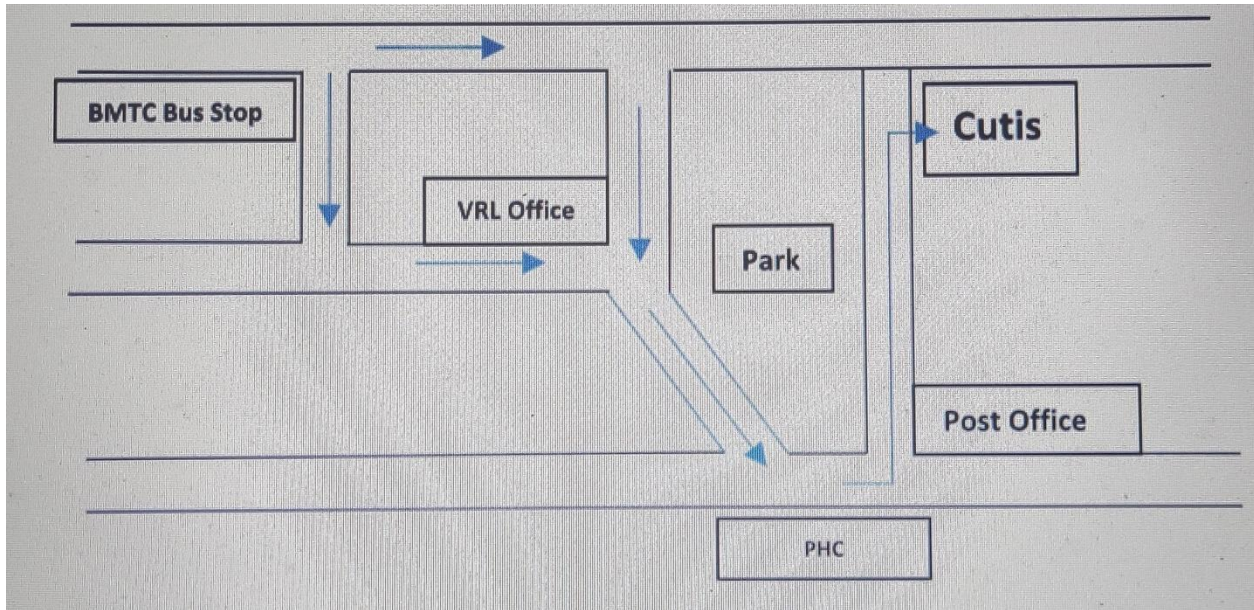 BMTC Bus Stop
Cutis
VRL Office
Park
Post Office
PHC